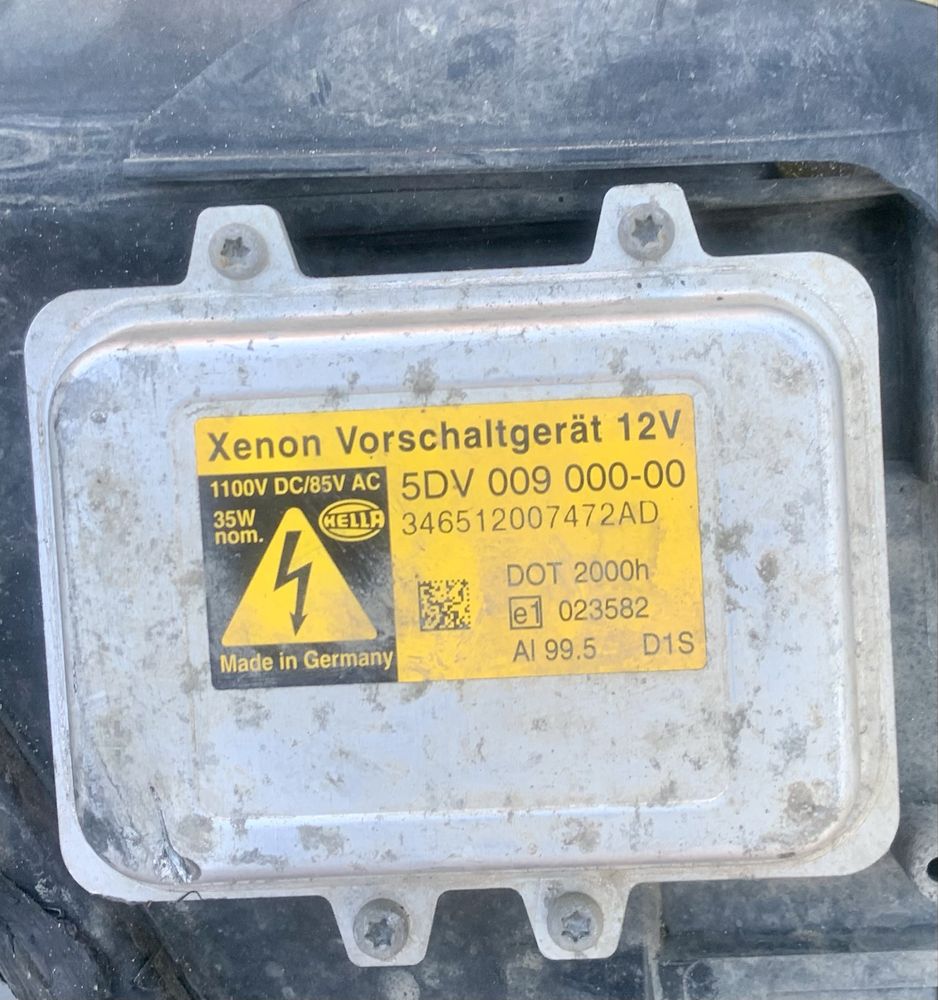 Xenon Vorschaltgerät 12V
1100V DC/85V AC
35W
nom.
HELLA
Made in Germany
5DV 009 000-00
346512007472AD
DOT 2000h
e1 023582
Al 99.5 D1S